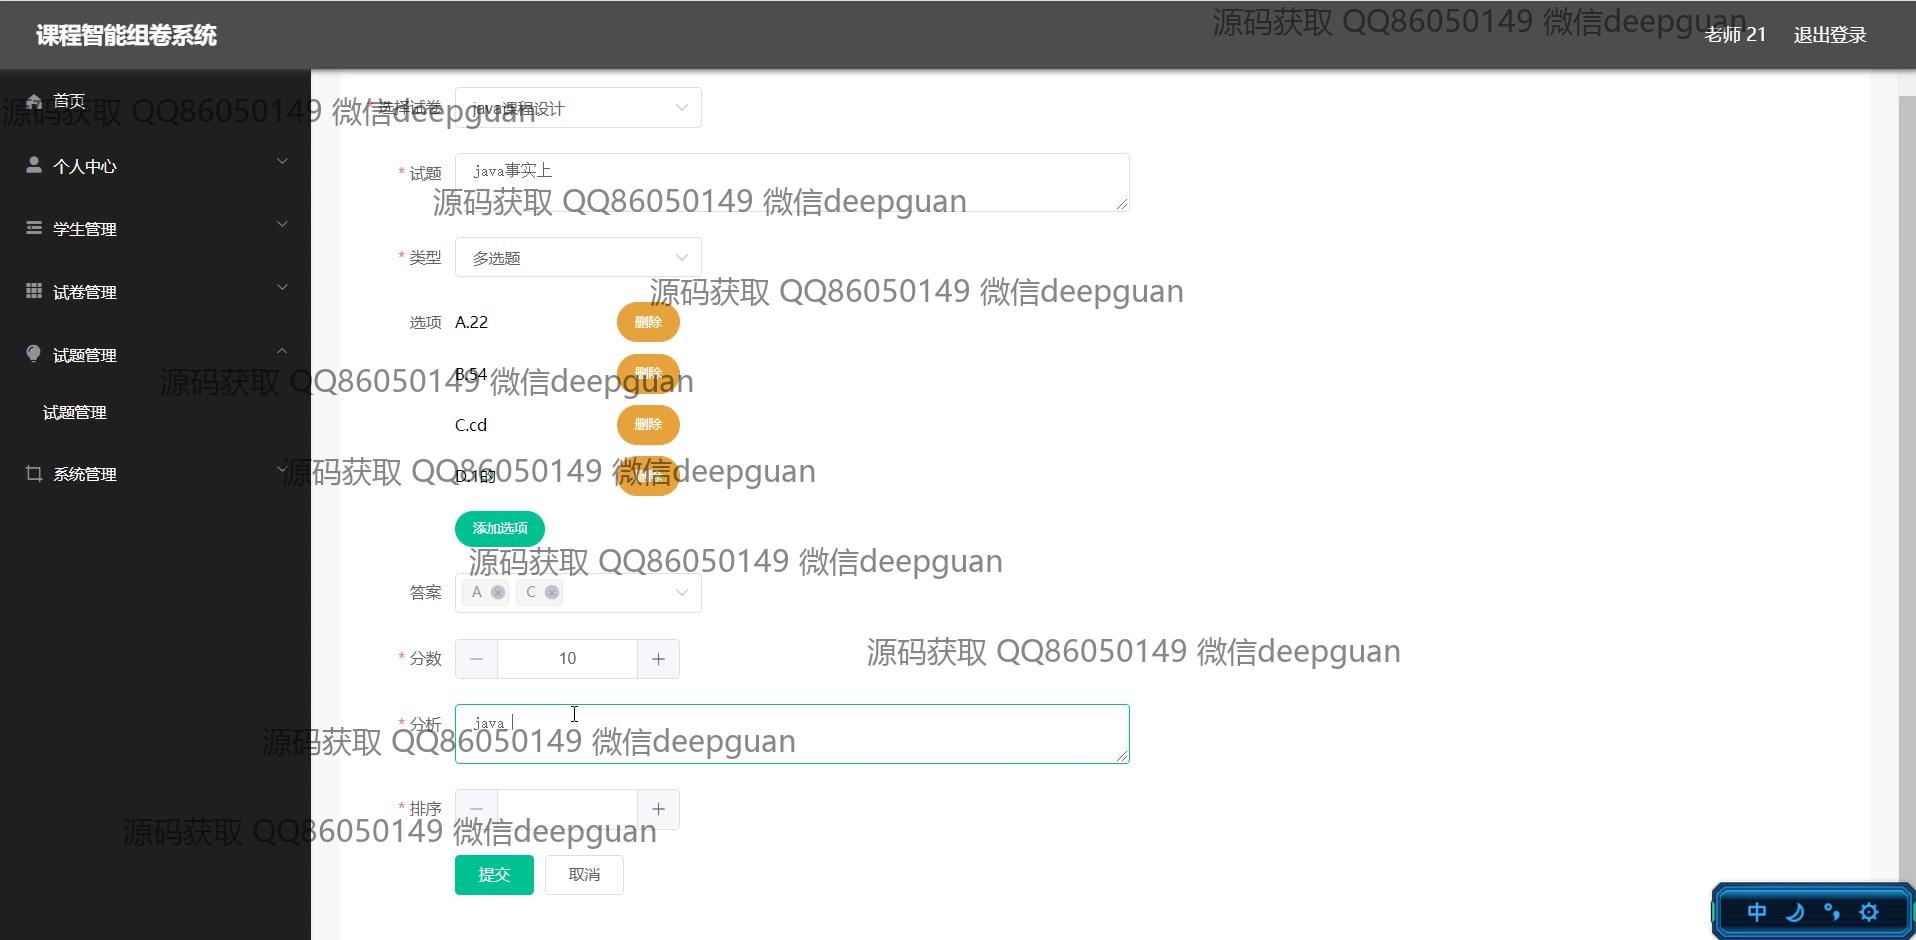 课程智能组卷系统
源码获取 QQ86050149 微信deepguan
老师 21
退出登录
首页
源码获取 QQ86050149 微信deepguan
* 选择试卷
java课程设计
个人中心
* 试题
java事实上
源码获取 QQ86050149 微信deepguan
学生管理
* 类型
多选题
试卷管理
源码获取 QQ86050149 微信deepguan
选项
A.22
删除
试题管理
源码获取 QQ86050149 微信deepguan
B.54
删除
试题管理
C.cd
删除
系统管理
源码获取 QQ86050149 微信deepguan
D.1的
删除
添加选项
源码获取 QQ86050149 微信deepguan
答案
A
C
* 分数
10
源码获取 QQ86050149 微信deepguan
* 分析
java
源码获取 QQ86050149 微信deepguan
* 排序
源码获取 QQ86050149 微信deepguan
提交
取消
中